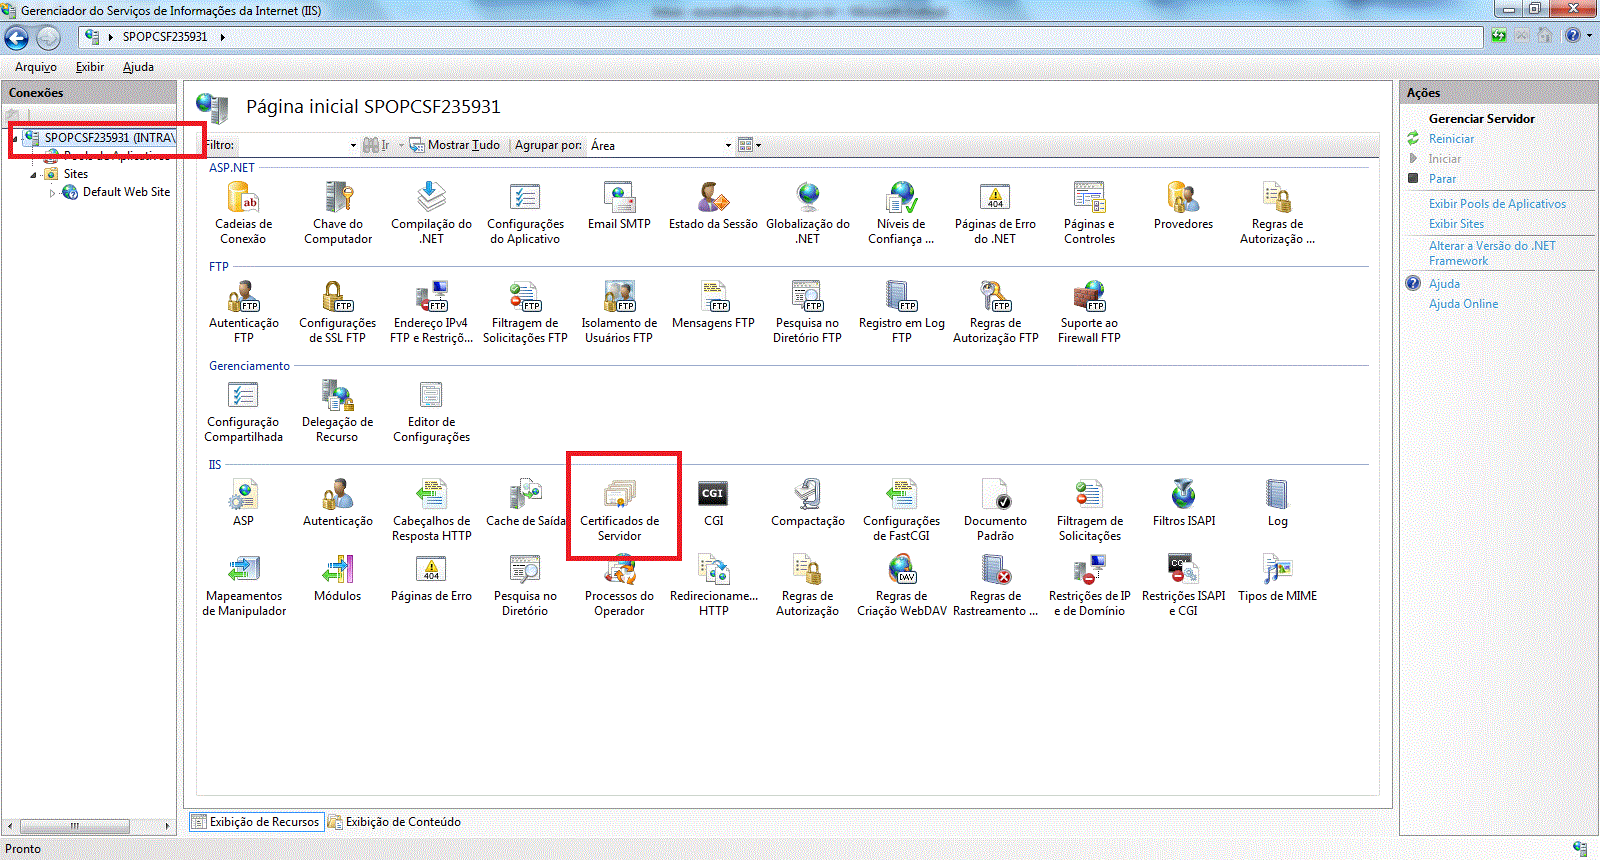 Gerenciador do Serviços de Informações da Internet (IIS)
SPOPCSF235931
Arquivo Exibir Ajuda
Conexões
SPOPCSF235931 (INTRA\
Sites
Default Web Site
Página inicial SPOPCSF235931
Filtro: Ir Mostrar Tudo Agrupar por: Área
ASP.NET
Cadeias de Conexão
Chave do Computador
Compilação do .NET
Configurações do Aplicativo
Email SMTP
Estado da Sessão
Globalização do .NET
Níveis de Confiança ...
Páginas de Erro do .NET
Páginas e Controles
Provedores
Regras de Autorização ...
FTP
Autenticação FTP
Configurações de SSL FTP
Endereço IPv4 FTP e Restriçõ...
Filtragem de Solicitações FTP
Isolamento de Usuários FTP
Mensagens FTP
Pesquisa no Diretório FTP
Registro em Log FTP
Regras de Autorização FTP
Suporte ao Firewall FTP
Gerenciamento
Configuração Compartilhada
Delegação de Recurso
Editor de Configurações
IIS
ASP
Autenticação
Cabeçalhos de Resposta HTTP
Cache de Saída
Certificados de Servidor
CGI
Compactação
Configurações de FastCGI
Documento Padrão
Filtragem de Solicitações
Filtros ISAPI
Log
Mapeamentos de Manipulador
Módulos
Páginas de Erro
Pesquisa no Diretório
Processos do Operador
Redirecioname... HTTP
Regras de Autorização
Regras de Criação WebDAV
Regras de Rastreamento ...
Restrições de IP e de Domínio
Restrições ISAPI e CGI
Tipos de MIME
Exibição de Recursos Exibição de Conteúdo
Ações
Gerenciar Servidor
Reiniciar
Iniciar
Parar
Exibir Pools de Aplicativos
Exibir Sites
Alterar a Versão do .NET
Framework
Ajuda
Ajuda Online
Pronto